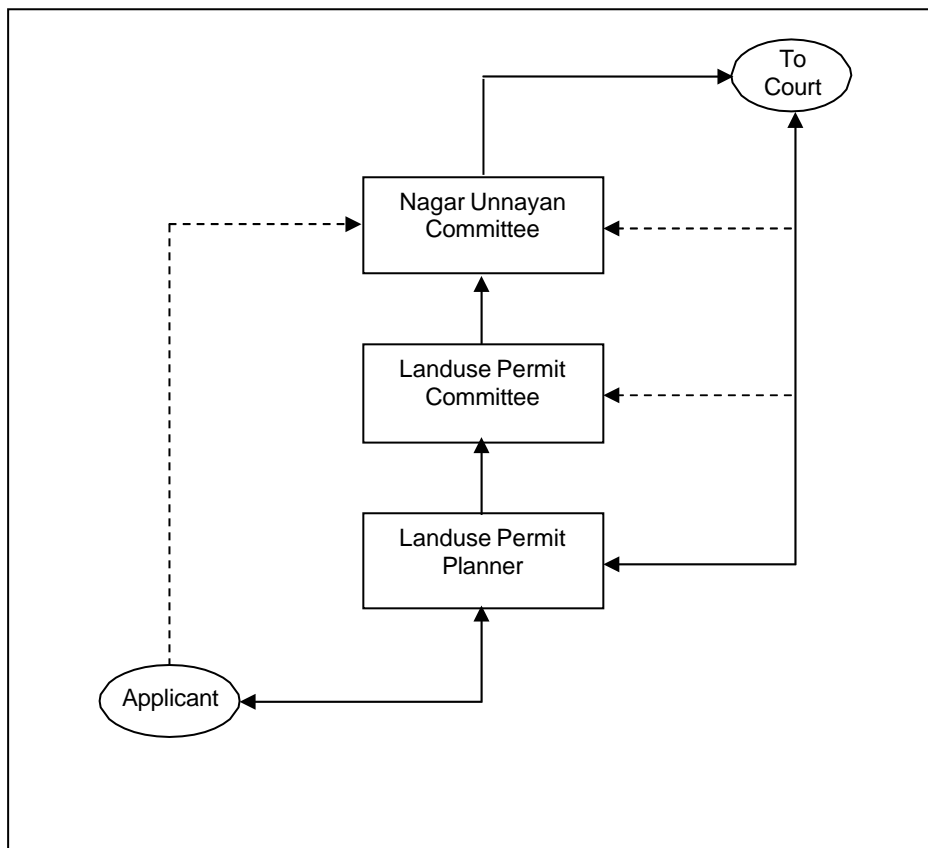 To
Court
Nagar Unnayan
Committee
Landuse Permit
Committee
Landuse Permit
Planner
Applicant